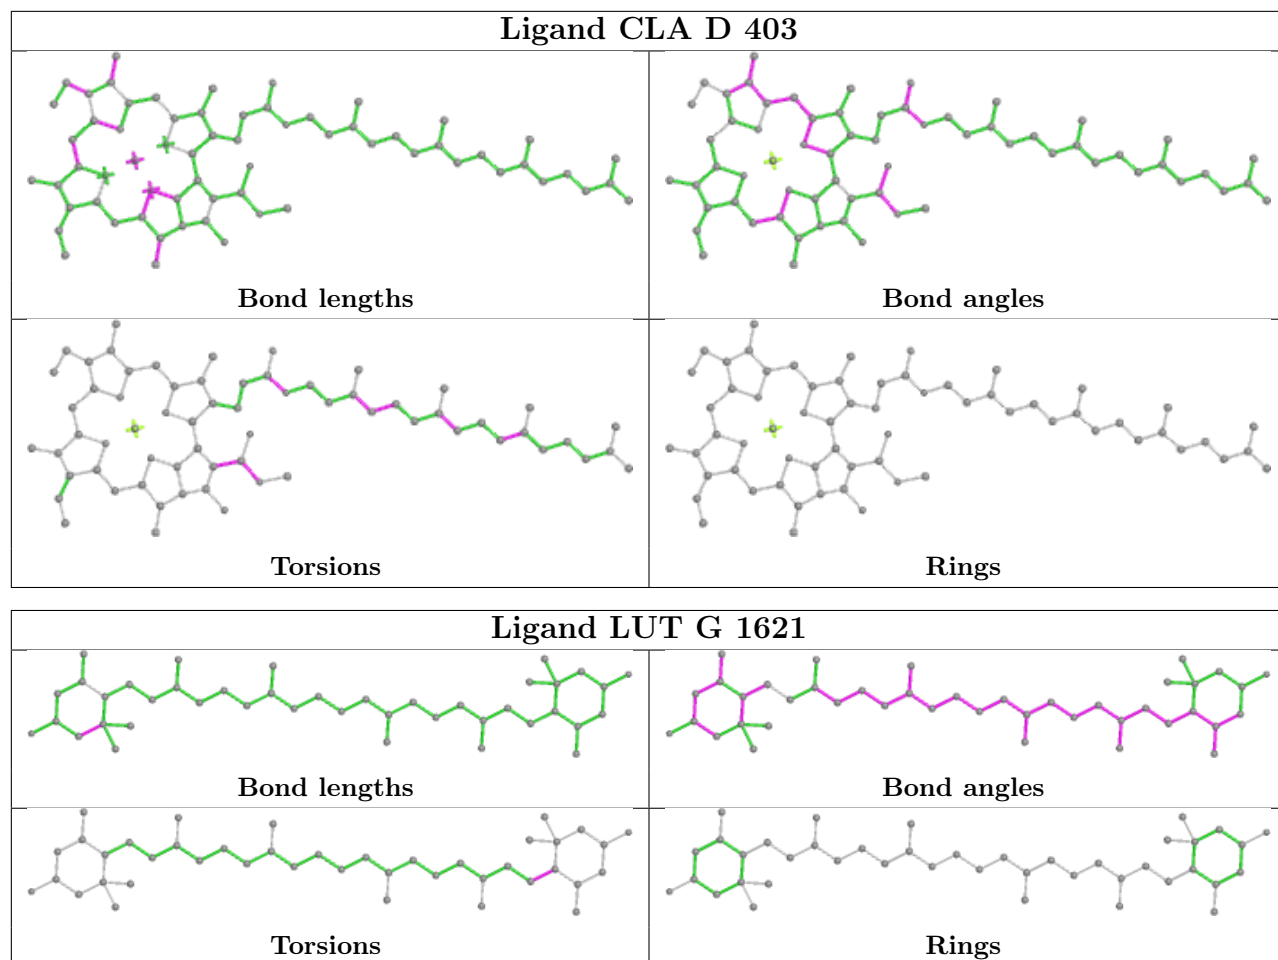 Ligand CLA D 403
Bond lengths
Bond angles
Torsions
Rings
Ligand LUT G 1621
Bond lengths
Bond angles
Torsions
Rings